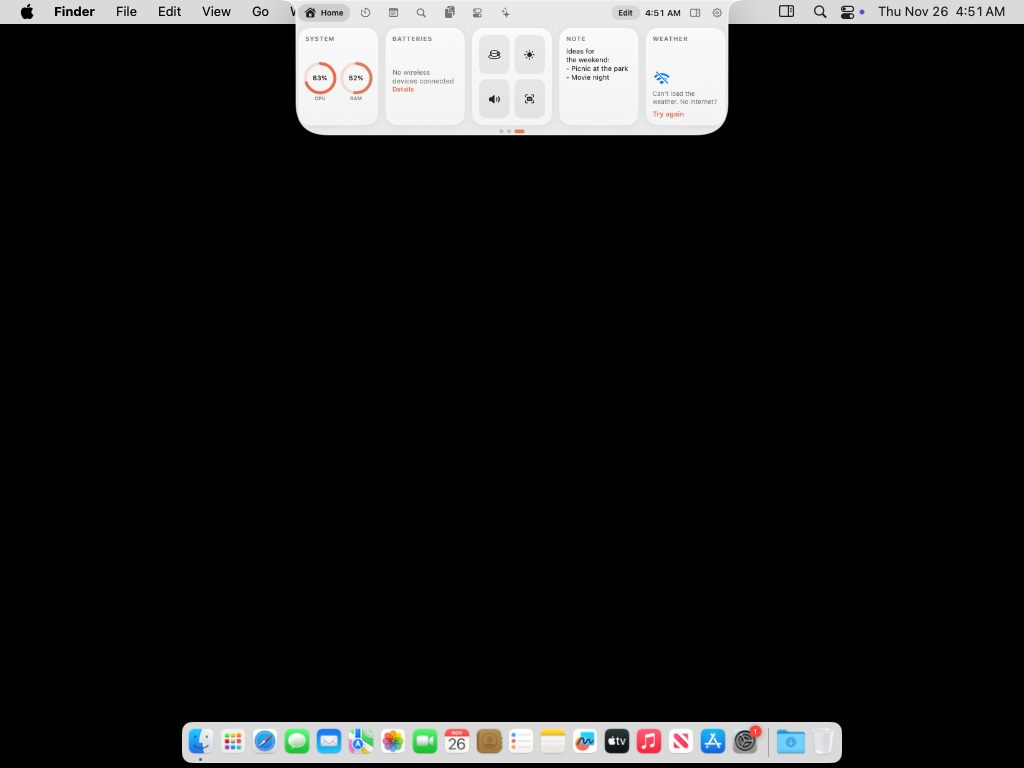 Finder File Edit View Go
Home
Edit 4:51 AM
Thu Nov 26 4:51 AM
SYSTEM
63%
52%
CPU
RAM
BATTERIES
No wireless
devices connected
Details
NOTE
Ideas for
the weekend:
- Picnic at the park
- Movie night
WEATHER
Can't load the
weather. No internet?
Try again
NOV
26
tv
1